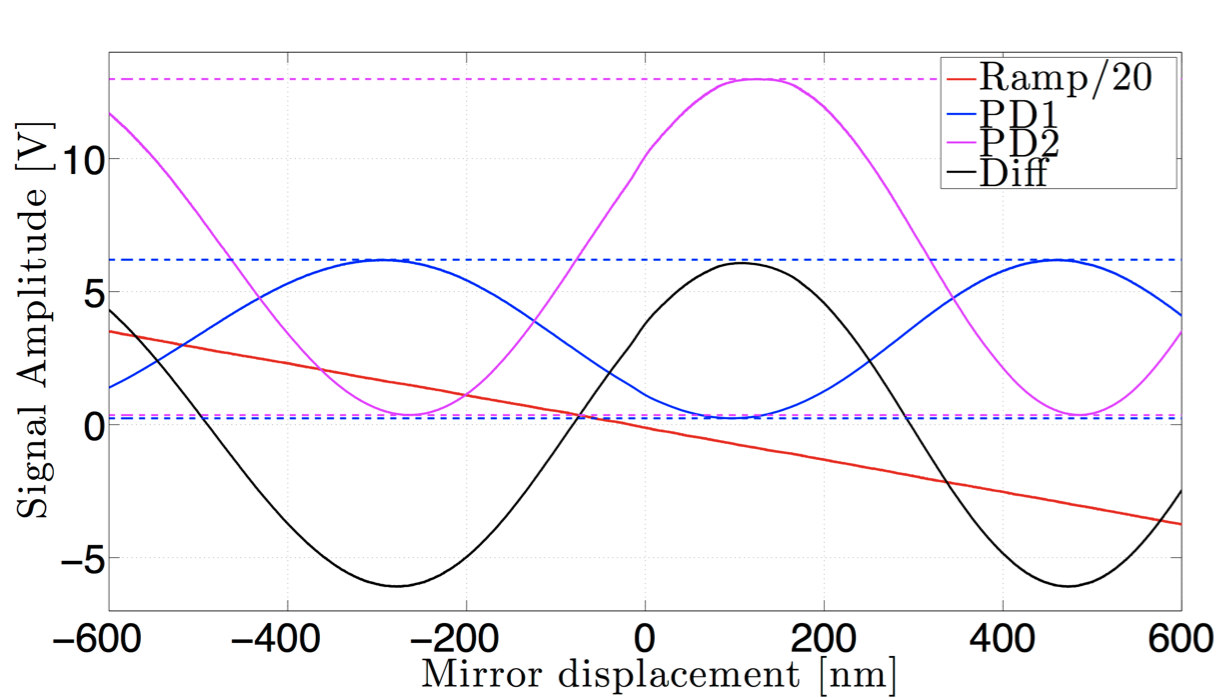 Ramp/20
PD1
PD2
Diff
Signal Amplitude [V]
10
5
0
−5
−600 −400 −200 0 200 400 600
Mirror displacement [nm]